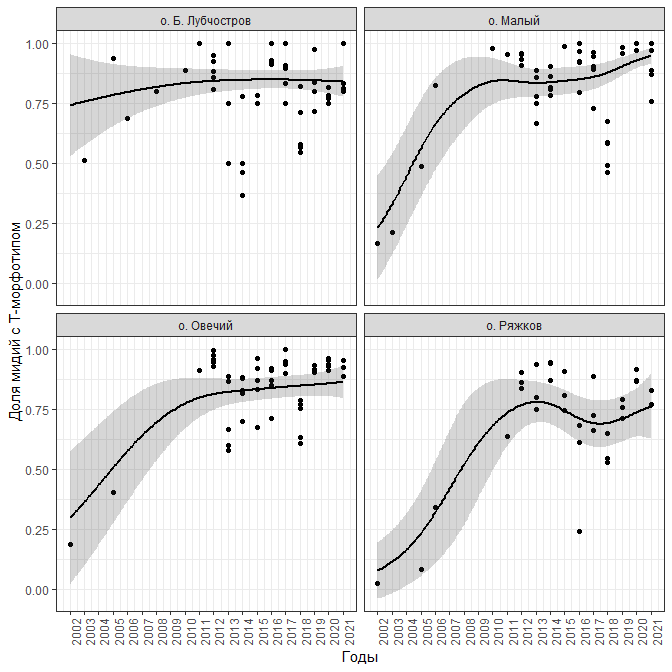 о. Б. Лубчостров
о. Малый
1.00
0.75
0.50
0.25
0.00
о. Овечий
о. Ряжков
1.00
0.75
0.50
0.25
0.00
Доля мидий с Т-морфотипом
2002 2003 2004 2005 2006 2007 2008 2009 2010 2011 2012 2013 2014 2015 2016 2017 2018 2019 2020 2021
2002 2003 2004 2005 2006 2007 2008 2009 2010 2011 2012 2013 2014 2015 2016 2017 2018 2019 2020 2021
Годы